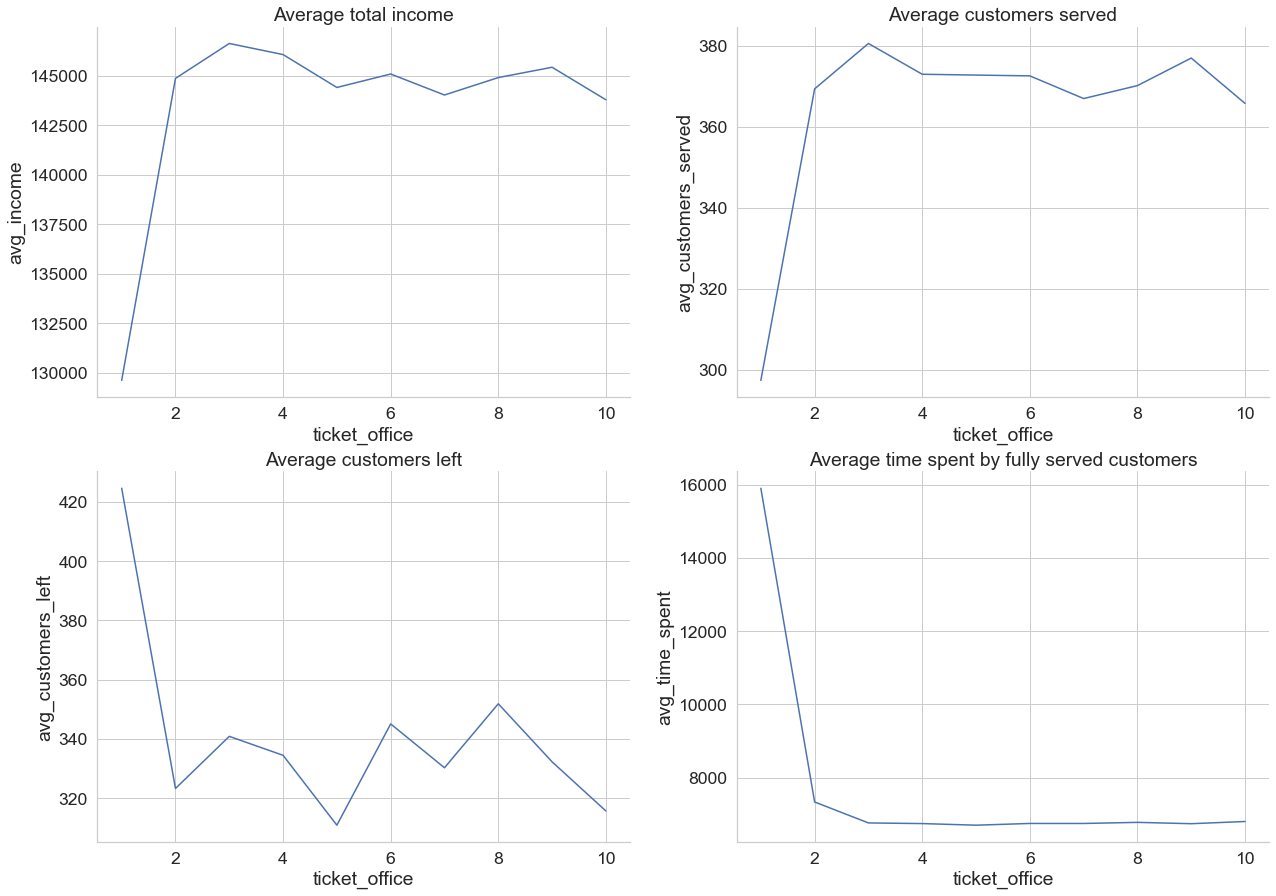 Average total income
avg_income
145000
142500
140000
137500
135000
132500
130000
2 4 6 8 10
ticket_office
Average customers served
avg_customers_served
380
360
340
320
300
2 4 6 8 10
ticket_office
Average customers left
avg_customers_left
420
400
380
360
340
320
2 4 6 8 10
ticket_office
Average time spent by fully served customers
avg_time_spent
16000
14000
12000
10000
8000
2 4 6 8 10
ticket_office